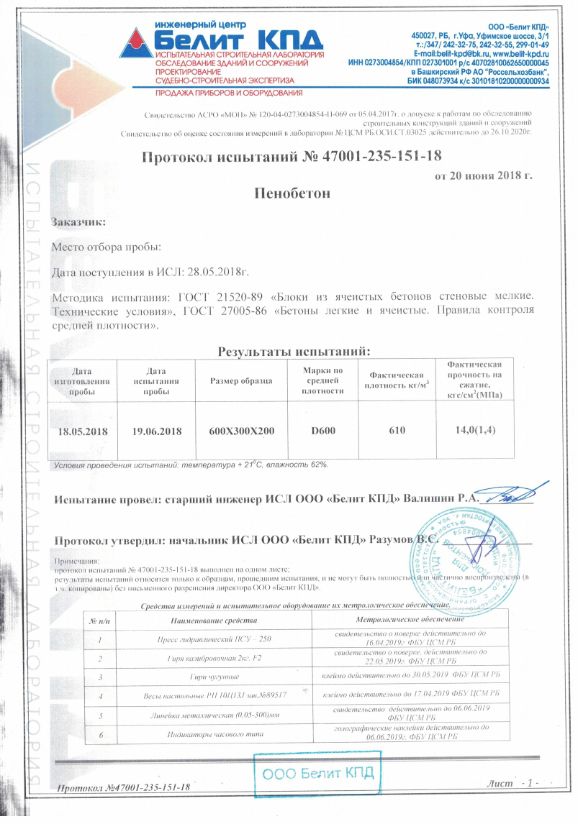 инженерный центр
Белит КПД
ИСПЫТАТЕЛЬНАЯ СТРОИТЕЛЬНАЯ ЛАБОРАТОРИЯ
ОБСЛЕДОВАНИЕ ЗДАНИЙ И СООРУЖЕНИЙ
ПРОЕКТИРОВАНИЕ
СУДЕБНО-СТРОИТЕЛЬНАЯ ЭКСПЕРТИЗА
ПРОДАЖА ПРИБОРОВ И ОБОРУДОВАНИЯ
ООО "Белит КПД"
450027, РБ, г.Уфа, Уфимское шоссе, 3/1
т.:/347/ 242-32-75, 242-32-55, 299-01-49
E-mail:belit-kpd@bk.ru, www.belit-kpd.ru
ИНН 0273004854/КПП 027301001 р/с 40702810062650000045
в Башкирский РФ АО "Россельхозбанк",
БИК 048073934 к/с 30101810200000000934
Свидетельство АСРО «МОП» № 120-04-0273004854-П-069 от 05.04.2017г. о допуске к работам по обследованию
строительных конструкций зданий и сооружений
Свидетельство об оценке состояния измерений в лаборатории № ЦСМ РБ.ОСИ.СТ.03025 действительно до 26.10.2020г.
Протокол испытаний № 47001-235-151-18
от 20 июня 2018 г.
Пенобетон
Заказчик:
Место отбора пробы:
Дата поступления в ИСЛ: 28.05.2018г.
Методика испытания: ГОСТ 21520-89 «Блоки из ячеистых бетонов стеновые мелкие.
Технические условия», ГОСТ 27005-86 «Бетоны легкие и ячеистые. Правила контроля
средней плотности».
Результаты испытаний:
Дата изготовления пробы
Дата испытания пробы
Размер образца
Марки по средней плотности
Фактическая плотность кг/м³
Фактическая прочность на сжатие, кгс/см²(МПа)
18.05.2018 19.06.2018 600Х300Х200 D600 610 14,0(1,4)
Условия проведения испытаний: температура + 21⁰С, влажность 62%.
Испытание провел: старший инженер ИСЛ ООО «Белит КПД» Валишин Р.А.
Протокол утвердил: начальник ИСЛ ООО «Белит КПД» Разумов В.С.
Примечания:
протокол испытаний № 47001-235-151-18 выполнен на одном листе;
результаты испытаний относятся только к образцам, прошедшим испытания, и не могут быть полностью или частично воспроизведены (в
т.ч. копированы) без письменного разрешения директора ООО «Белит КПД».
Средства измерений и испытательное оборудование их метрологическое обеспечение.
№ п/п Наименование средства Метрологическое обеспечение
1 Пресс гидравлический ПСУ – 250 свидетельство о поверке действительно до 16.04.2019г. ФБУ ЦСМ РБ
2 Гиря калибровочная 2кг. F2 свидетельство о поверке, действительно до 22.05.2019г. ФБУ ЦСМ РБ
3 Гири чугунные клеймо действительно до 30.05.2019 ФБУ ЦСМ РБ
4 Весы настольные РП 10Ц13Т зав.№89517 клеймо действительно до 17.04.2019 ФБУ ЦСМ РБ
5 Линейка металлическая (0.05-500)мм свидетельство действительно до 06.06.2019 ФБУ ЦСМ РБ
6 Индикаторы часового типа голографические наклейки действительно до 06.06.2019г. ФБУ ЦСМ РБ
ООО Белит КПД
Протокол №47001-235-151-18
Лист - 1 -
ИСПЫТАТЕЛЬНАЯ СТРОИТЕЛЬНАЯ ЛАБОРАТОРИЯ